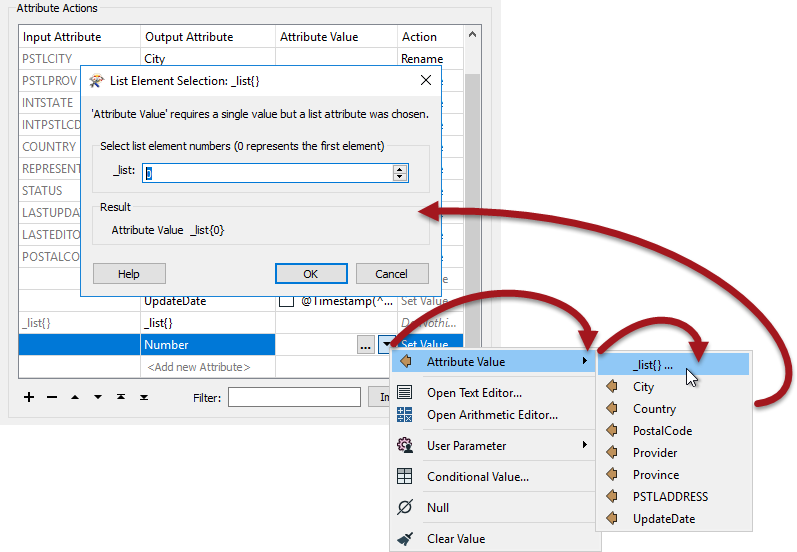 Attribute Actions
Input Attribute Output Attribute Attribute Value Action
PSTLCITY City Rename
PSTLPROV
INTSTATE
INTPSTLCD
COUNTRY
REPRESENT
STATUS
LASTUPDA
LASTEDITO
POSTALCO
List Element Selection: _list{}
'Attribute Value' requires a single value but a list attribute was chosen.
Select list element numbers (0 represents the first element)
_list: 0
Result
Attribute Value _list{0}
Help OK Cancel
UpdateDate @Timestamp(^... Set Value
_list{} _list{} Do Nothi...
Number ... Set Value
<Add new Attribute>
Filter: Im
Attribute Value
Open Text Editor...
Open Arithmetic Editor...
User Parameter
Conditional Value...
Null
Clear Value
_list{} ...
City
Country
PostalCode
Provider
Province
PSTLADDRESS
UpdateDate